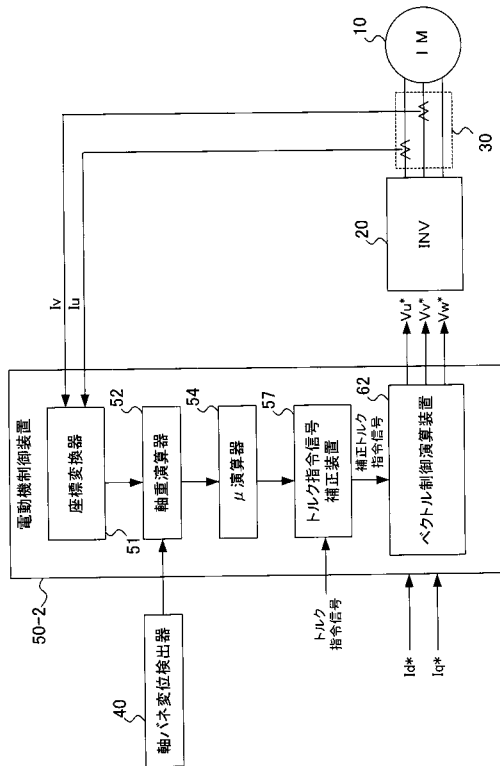 50-2
電動機制御装置
座標変換器
51
Iv
Iu
軸重演算器
52
μ演算器
54
トルク指令信号
補正装置
57
補正トルク
指令信号
ベクトル制御演算装置
62
40
軸バネ変位検出器
トルク
指令信号
Id*
Iq*
Vu*
Vv*
Vw*
20
INV
30
10
IM